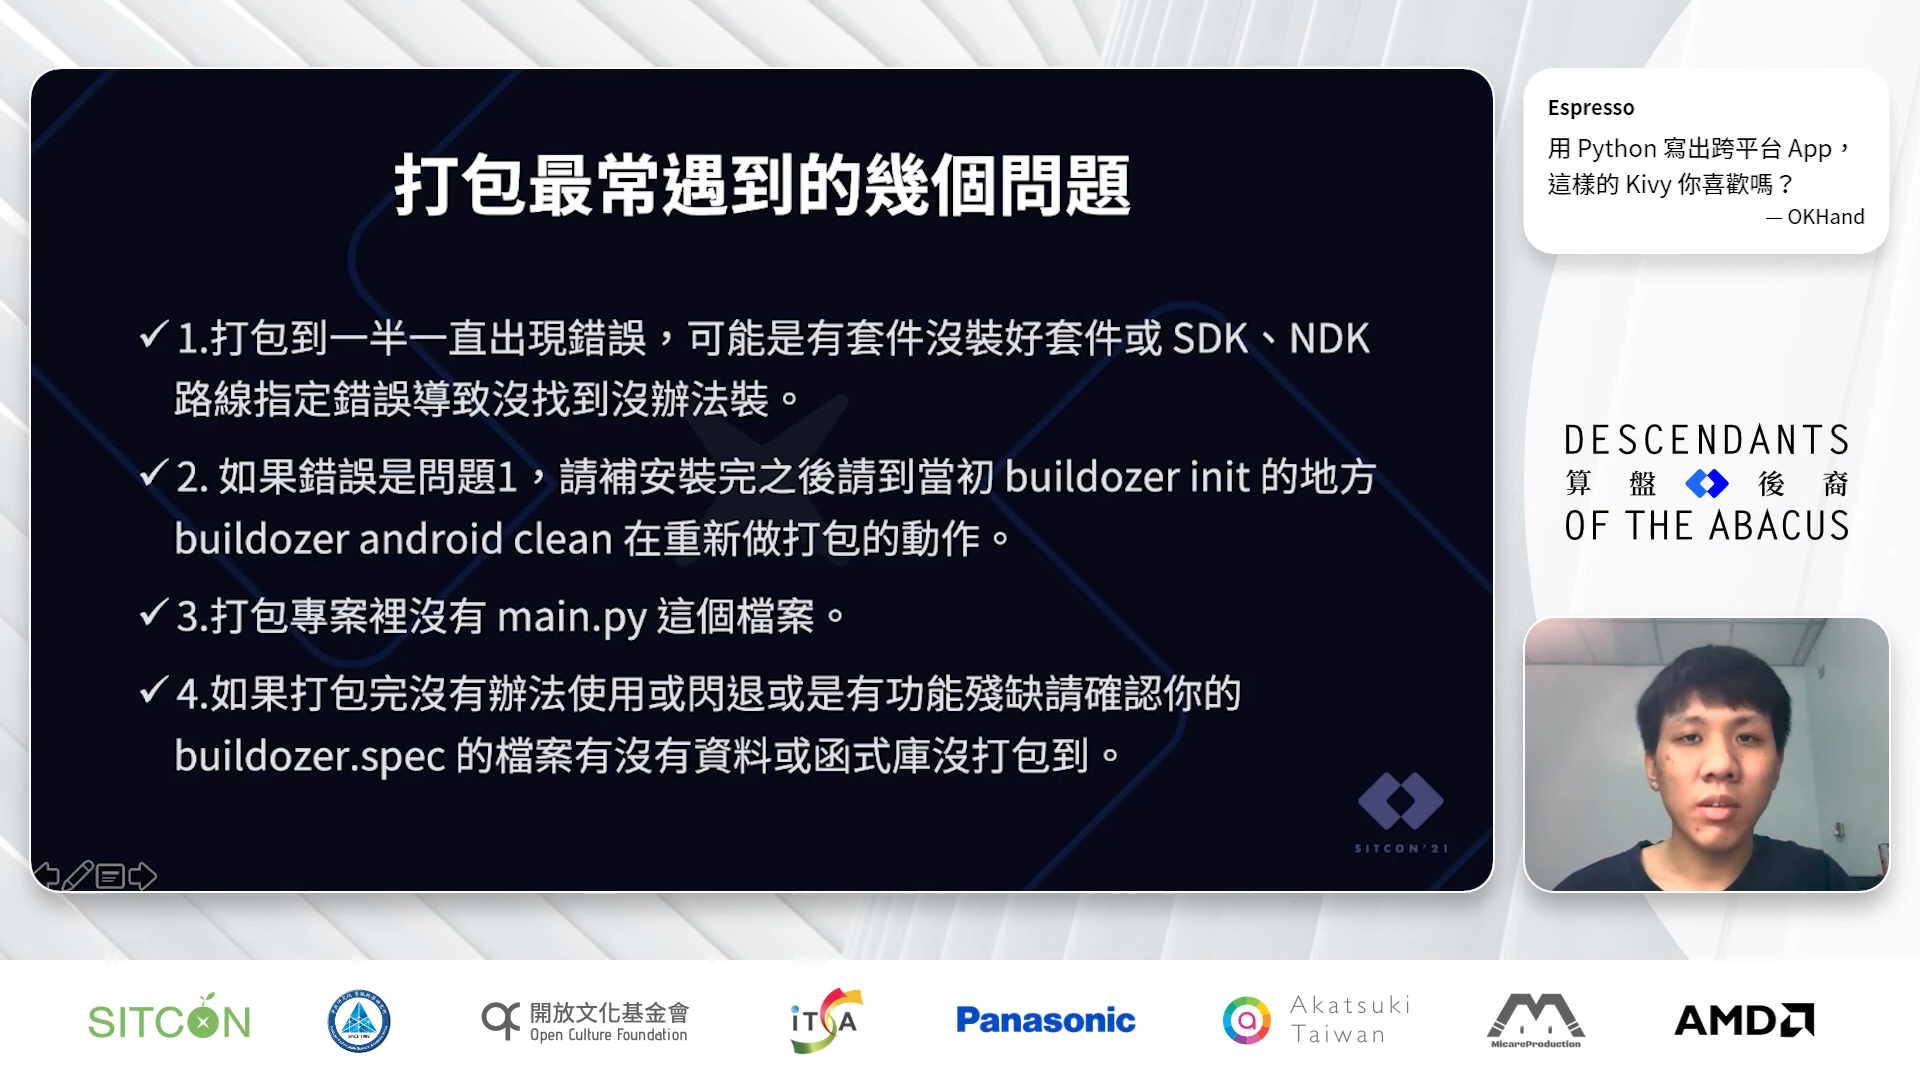 打包最常遇到的幾個問題
✓1.打包到一半一直出現錯誤，可能是有套件沒裝好套件或 SDK、NDK
路線指定錯誤導致沒找到沒辦法裝。
✓2. 如果錯誤是問題1，請補安裝完之後請到當初 buildozer init 的地方
buildozer android clean 在重新做打包的動作。
✓3.打包專案裡沒有 main.py 這個檔案。
✓4.如果打包完沒有辦法使用或閃退或是有功能殘缺請確認你的
buildozer.spec 的檔案有沒有資料或函式庫沒打包到。
SITCON'21
Espresso
用 Python 寫出跨平台 App，
這樣的 Kivy 你喜歡嗎？
— OKHand
DESCENDANTS
算盤後裔
OF THE ABACUS
SITCON
開放文化基金會
Open Culture Foundation
iTSA
Panasonic
Akatsuki
Taiwan
MicareProduction
AMD